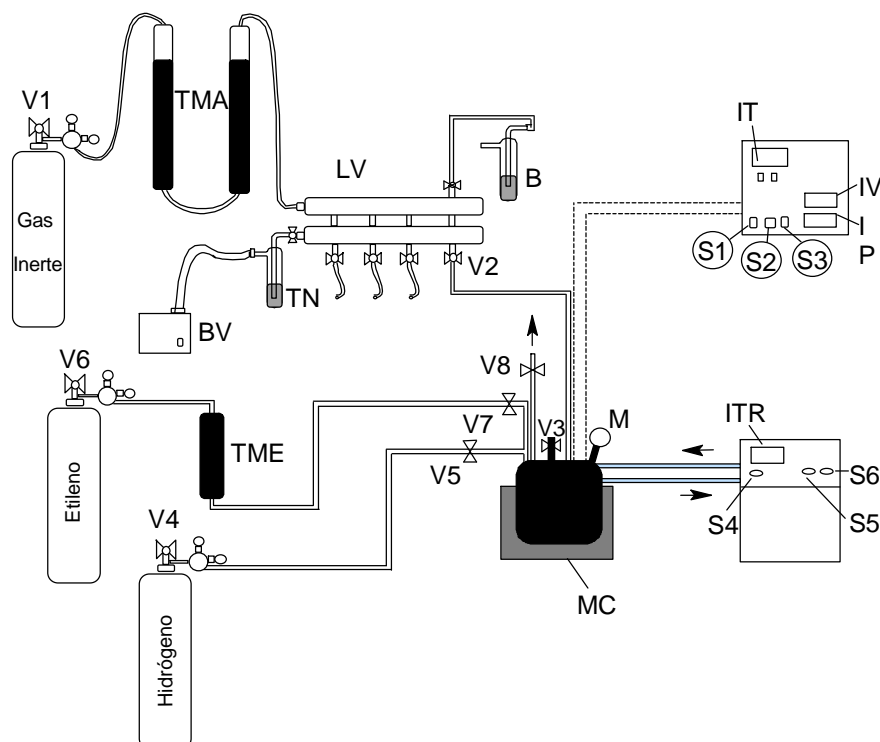 V1
TMA
LV
B
IT
IV
I
P
Gas
Inerte
S1
S2
S3
V2
TN
BV
V6
V8
V7
V3
M
ITR
TME
V5
S6
S4
S5
Etileno
V4
MC
Hidrógeno